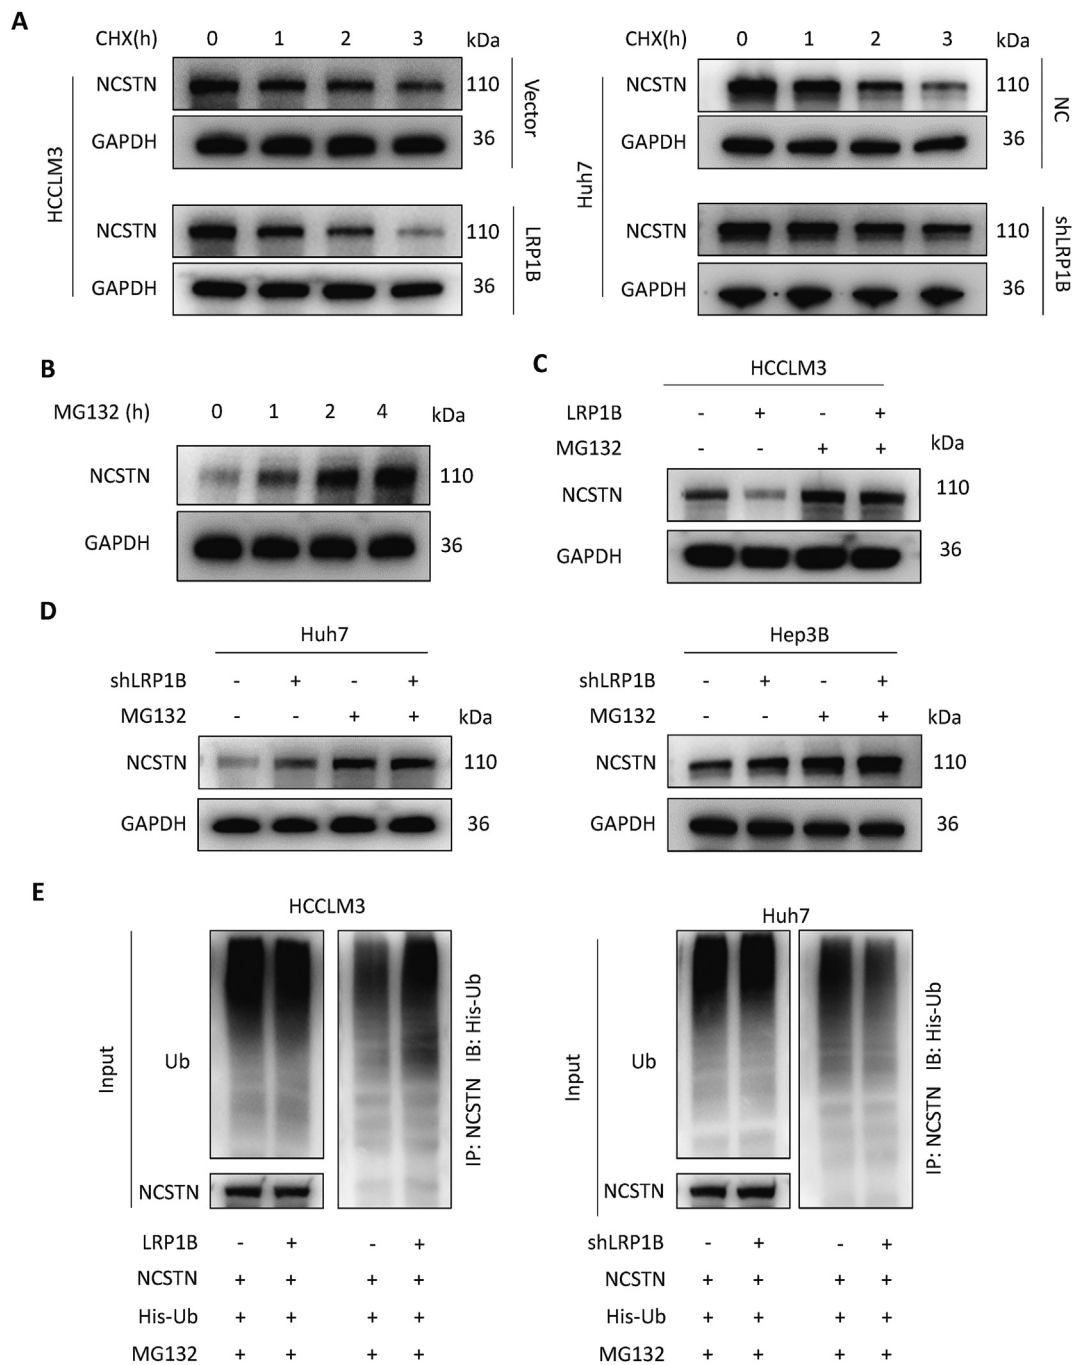 A
CHX(h) 0 1 2 3 kDa
NCSTN 110
GAPDH 36
Vector
NCSTN 110
GAPDH 36
LRP1B
HCCLM3
CHX(h) 0 1 2 3 kDa
NCSTN 110
GAPDH 36
NC
NCSTN 110
GAPDH 36
shLRP1B
Huh7
B
MG132 (h) 0 1 2 4 kDa
NCSTN 110
GAPDH 36
C
HCCLM3
LRP1B - + - +
MG132 - - + + kDa
NCSTN 110
GAPDH 36
D
Huh7
shLRP1B - + - +
MG132 - - + + kDa
NCSTN 110
GAPDH 36
Hep3B
shLRP1B - + - +
MG132 - - + + kDa
NCSTN 110
GAPDH 36
E
HCCLM3
Input
Ub
NCSTN
IP: NCSTN IB: His-Ub
LRP1B - + - +
NCSTN + + + +
His-Ub + + + +
MG132 + + + +
Huh7
Input
Ub
NCSTN
IP: NCSTN IB: His-Ub
shLRP1B - + - +
NCSTN + + + +
His-Ub + + + +
MG132 + + + +